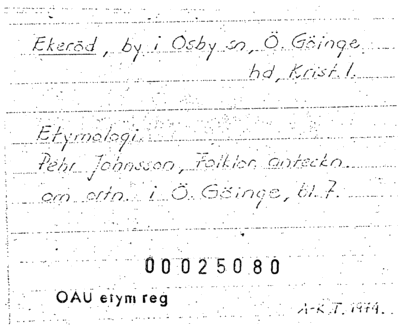 Ekeröd, by i Osby sn, Ö. Göinge
hd, Krist. l.
Etymologi.
Pehr Johnsson, Folklor. anteckn.
om ortn. i Ö. Göinge, bl. 7.
00025080
OAU etym reg
A-K.T. 1974.